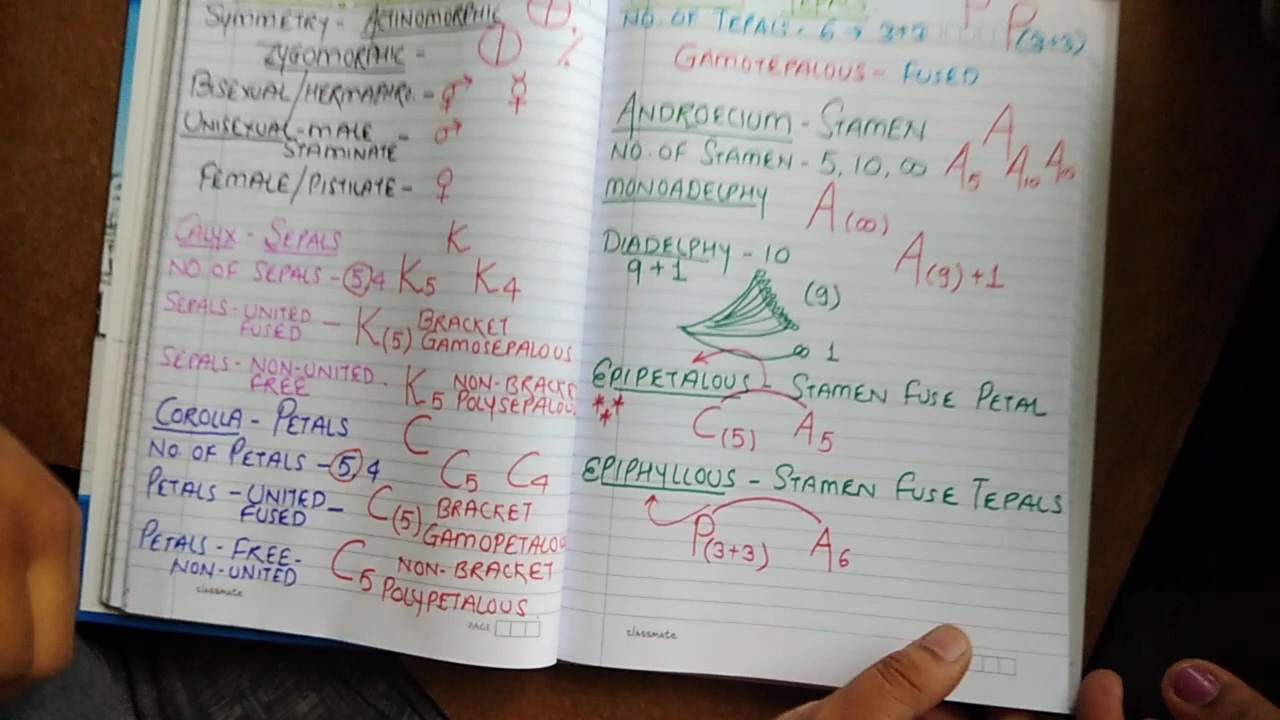 SYMMETRY - ACTINOMORPHIC
ZYGOMORPHIC - %
BISEXUAL/HERMAPHRO. - ⚥ ☿
UNISEXUAL - MALE - ♂
STAMINATE
FEMALE/PISTILATE - ♀
CALYX - SEPALS K
NO. OF SEPALS - 5 4 K5 K4
SEPALS - UNITED - K(5) BRACKET
FUSED GAMOSEPALOUS
SEPALS - NON-UNITED. K5 NON-BRACKE
FREE POLYSEPALOU
COROLLA - PETALS C
NO. OF PETALS - 5 4 C5 C4
PETALS - UNITED - C(5) BRACKET
FUSED GAMOPETALOU
PETALS - FREE - C5 NON-BRACKET
NON-UNITED POLYPETALOUS
classmate
PAGE
NO. OF TEPALS - 6 → 3+3 P P(3+3)
GAMOTEPALOUS - FUSED
ANDROECIUM - STAMEN A
NO. OF STAMEN - 5, 10, ∞ A5 A10 A∞
MONOADELPHY A(∞)
DIADELPHY - 10 A(9)+1
9+1
(9)
1
EPIPETALOUS - STAMEN FUSE PETAL
*** C(5) A5
EPIPHYLLOUS - STAMEN FUSE TEPALS
P(3+3) A6
classmate